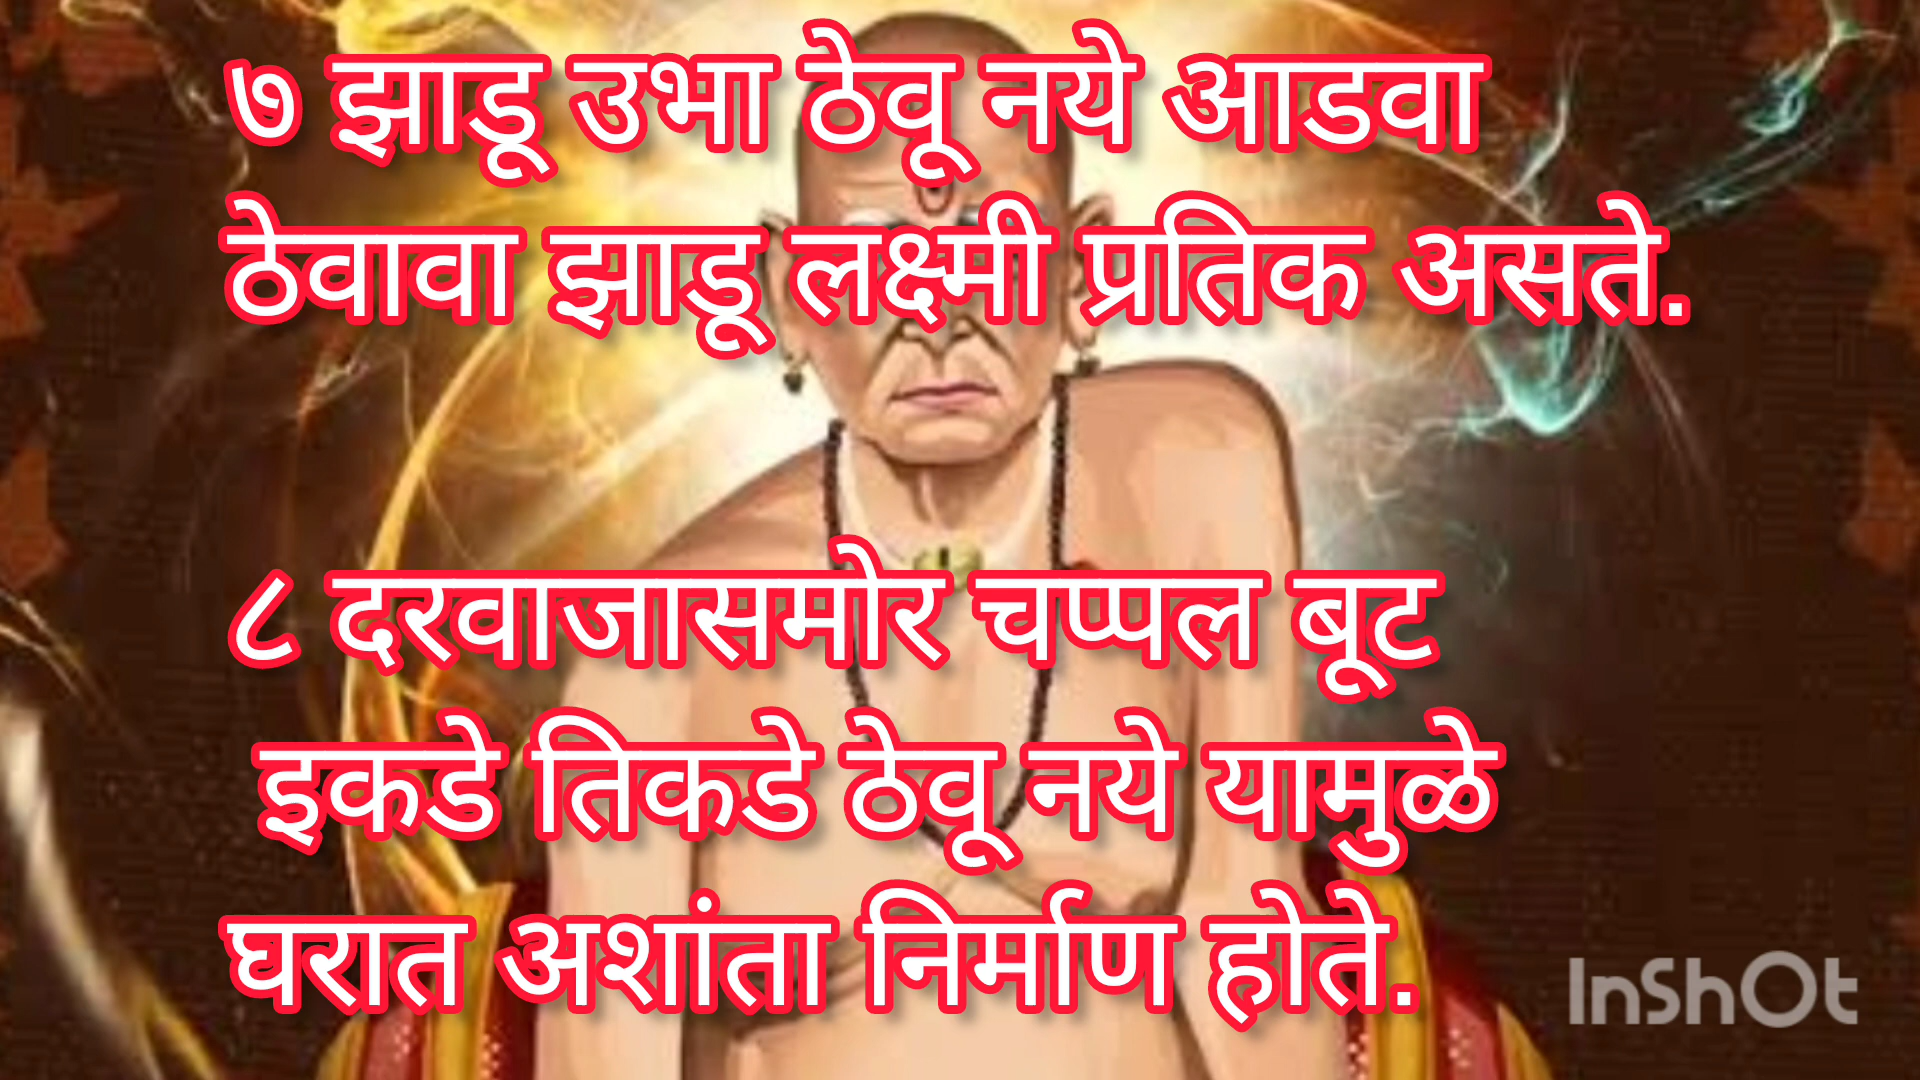 ७ झाडू उभा ठेवू नये आडवा
ठेवावा झाडू लक्ष्मी प्रतिक असते.
८ दरवाजासमोर चप्पल बूट
इकडे तिकडे ठेवू नये यामुळे
घरात अशांता निर्माण होते.
InShOt